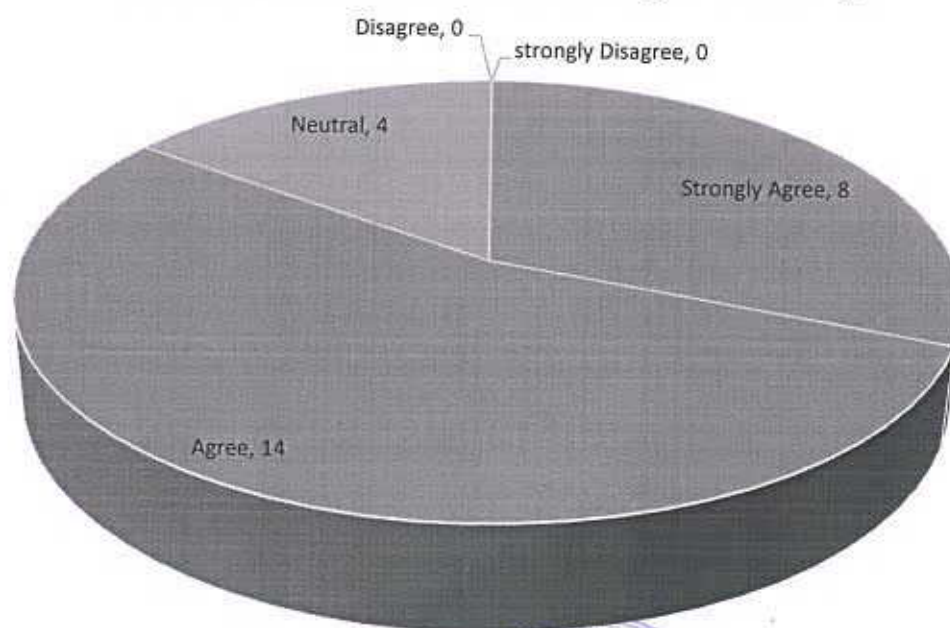 Disagree, 0
strongly Disagree, 0
Neutral, 4
Strongly Agree, 8
Agree, 14